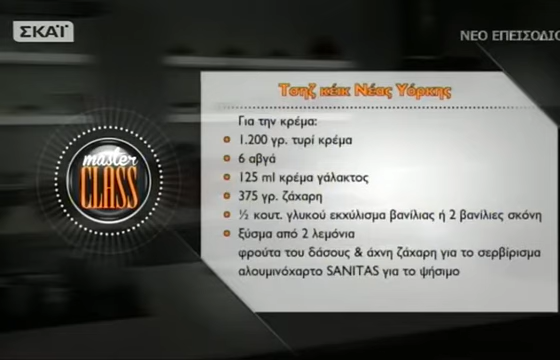 ΣΚΑΪ
ΝΕΟ ΕΠΕΙΣΟΔΙΟ
Τσηζ κέικ Νέας Υόρκης
Για την κρέμα:
1.200 γρ. τυρί κρέμα
6 αβγά
125 ml κρέμα γάλακτος
375 γρ. ζάχαρη
½ κουτ. γλυκού εκχύλισμα βανίλιας ή 2 βανίλιες σκόνη
ξύσμα από 2 λεμόνια
φρούτα του δάσους & άχνη ζάχαρη για το σερβίρισμα
αλουμινόχαρτο SANITAS για το ψήσιμο
master
CLASS